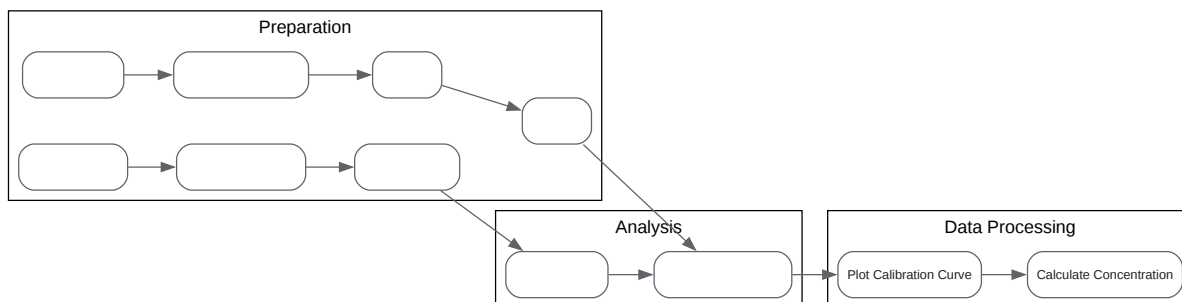 Preparation
Analysis
Data Processing
Plot Calibration Curve
Calculate Concentration